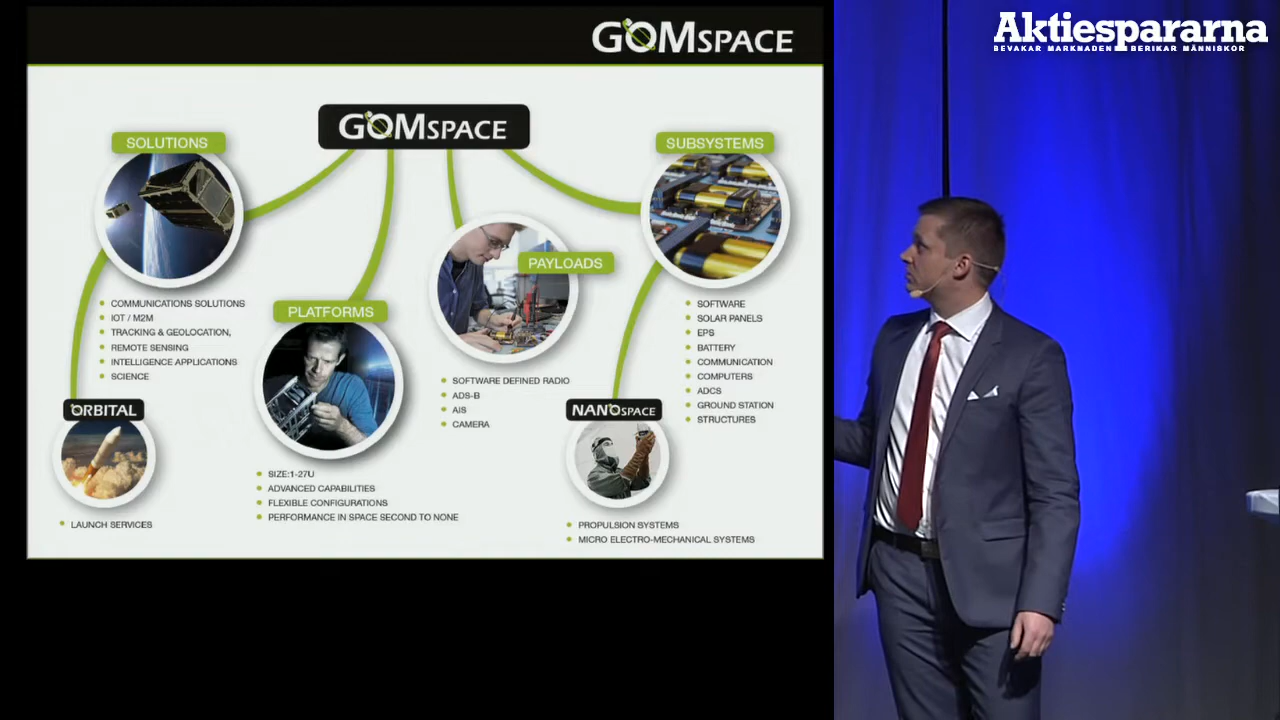 GOMSPACE
Aktiespararna
BEVAKAR MARKNADEN BERIKAR MÄNNISKOR
GOMSPACE
SOLUTIONS
COMMUNICATIONS SOLUTIONS
IOT / M2M
TRACKING & GEOLOCATION,
REMOTE SENSING
INTELLIGENCE APPLICATIONS
SCIENCE
ORBITAL
LAUNCH SERVICES
PLATFORMS
SIZE:1-27U
ADVANCED CAPABILITIES
FLEXIBLE CONFIGURATIONS
PERFORMANCE IN SPACE SECOND TO NONE
PAYLOADS
SOFTWARE DEFINED RADIO
ADS-B
AIS
CAMERA
SUBSYSTEMS
SOFTWARE
SOLAR PANELS
EPS
BATTERY
COMMUNICATION
COMPUTERS
ADCS
GROUND STATION
STRUCTURES
NANOSPACE
PROPULSION SYSTEMS
MICRO ELECTRO-MECHANICAL SYSTEMS